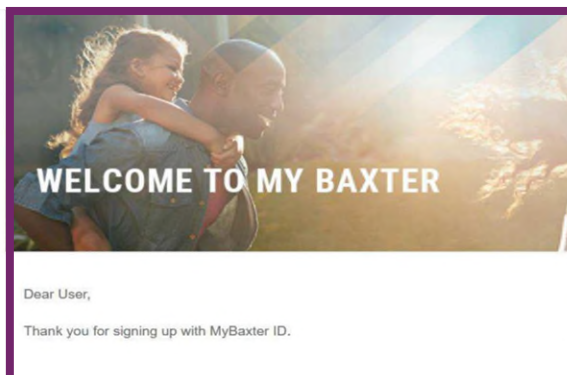 WELCOME TO MY BAXTER
Dear User,
Thank you for signing up with MyBaxter ID.